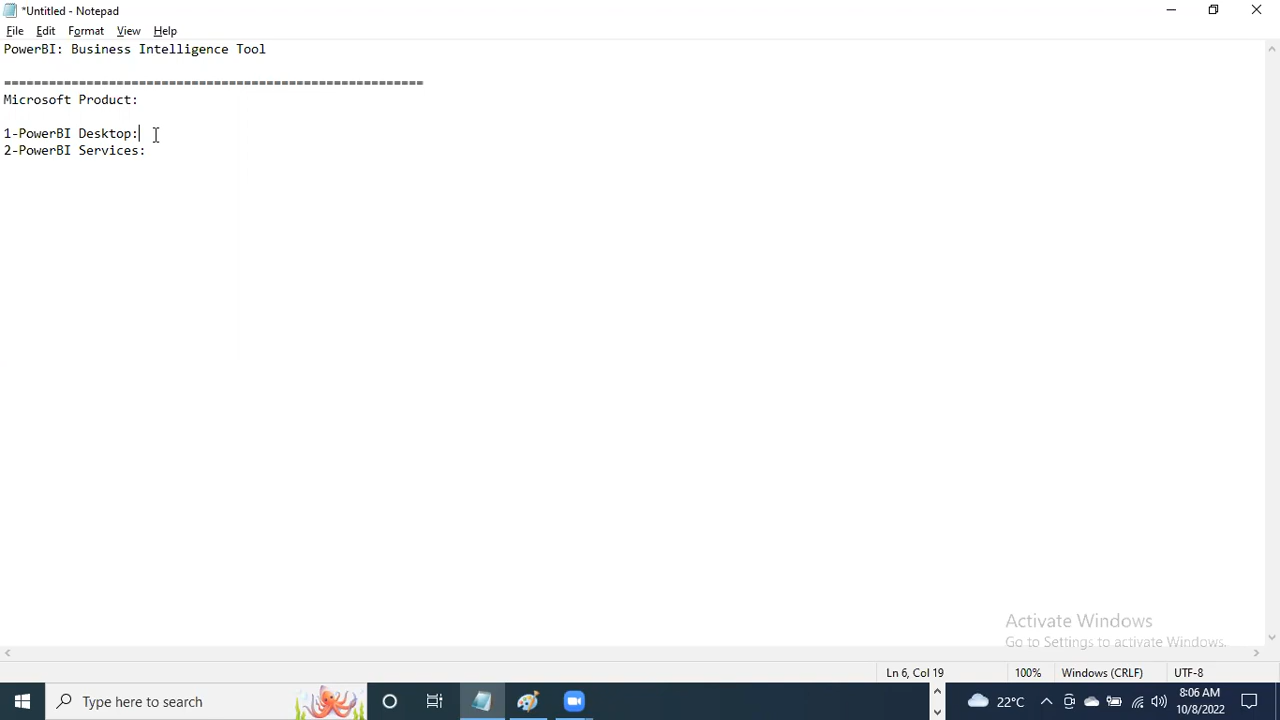 *Untitled - Notepad
File Edit Format View Help
PowerBI: Business Intelligence Tool
========================================================
Microsoft Product:
1-PowerBI Desktop:
2-PowerBI Services:
Activate Windows
Go to Settings to activate Windows.
Ln 6, Col 19 100% Windows (CRLF) UTF-8
Type here to search
22°C
8:06 AM
10/8/2022